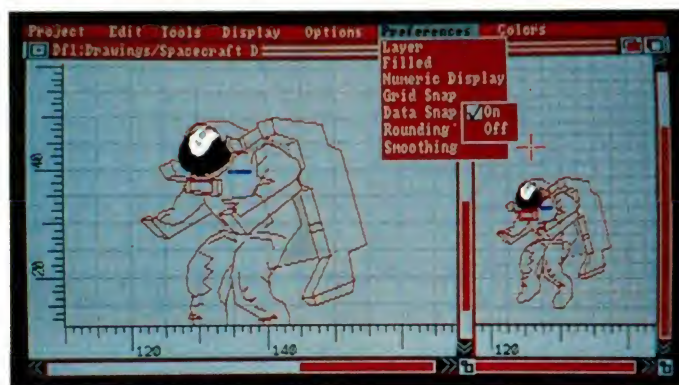 Project Edit Tools Display Options Preferences Colors
Df1:Drawings/Spacecraft D
Layer
Filled
Numeric Display
Grid Snap
Data Snap On
Rounding Off
Smoothing
40
20
120 140 120